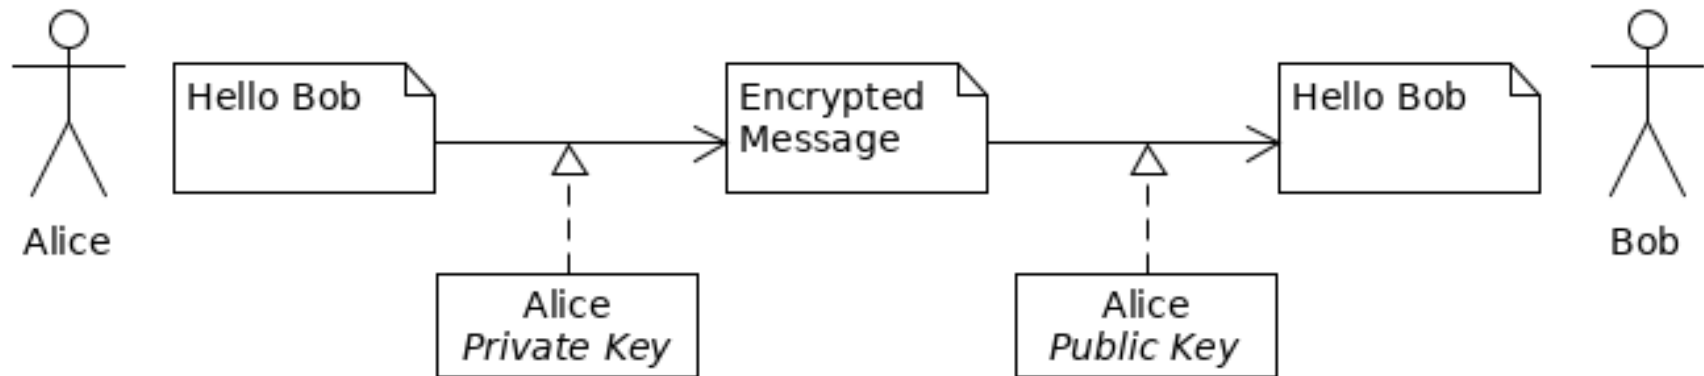 Hello Bob
Encrypted
Message
Hello Bob
Alice
Bob
Alice
Private Key
Alice
Public Key